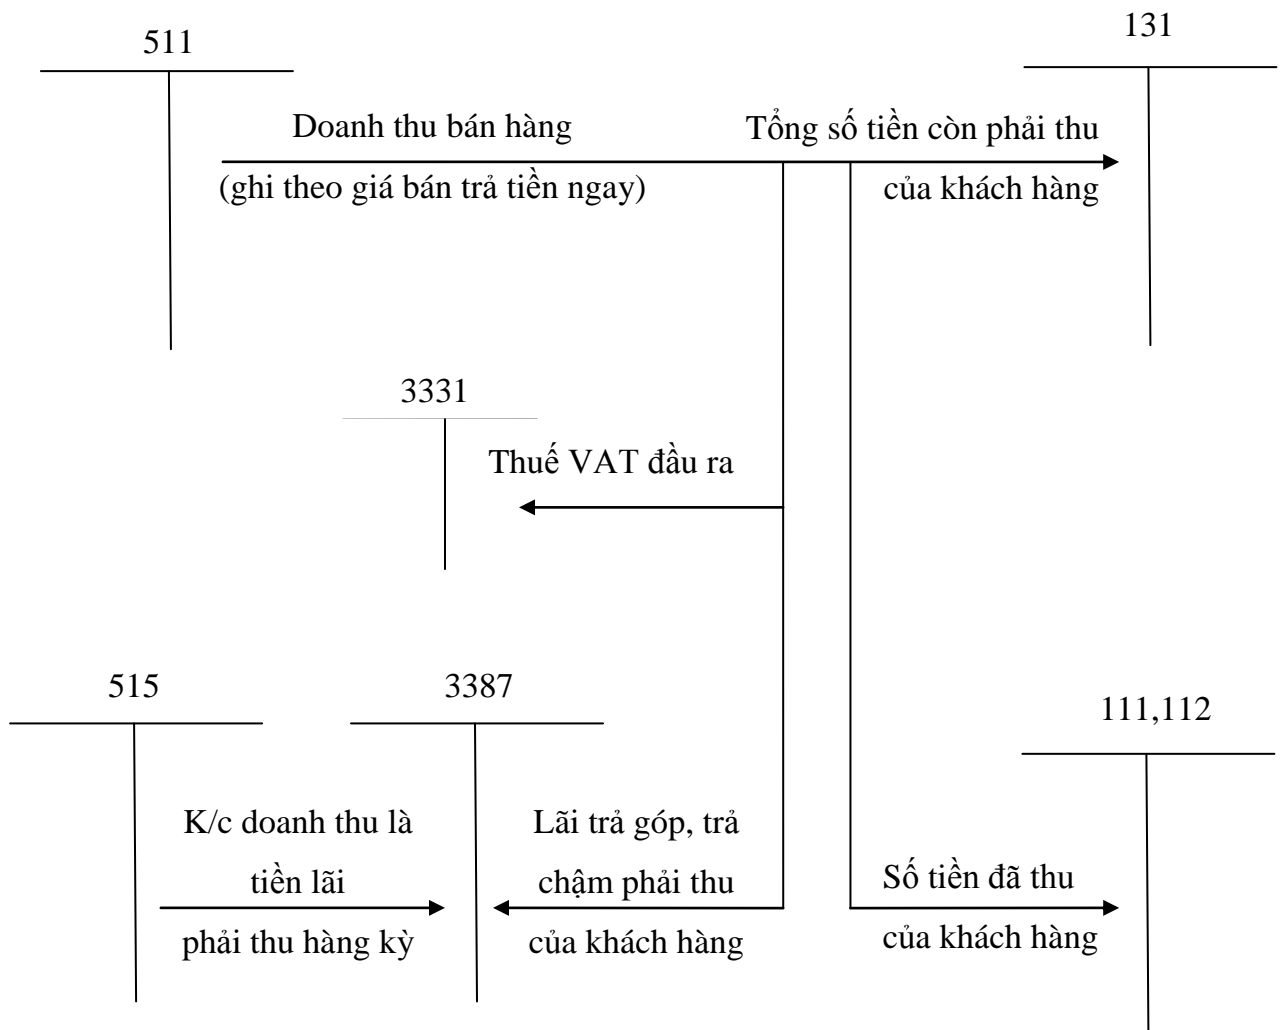 511
131
Doanh thu bán hàng
Tổng số tiền còn phải thu
(ghi theo giá bán trả tiền ngay)
của khách hàng
3331
Thuế VAT đầu ra
515
3387
111,112
K/c doanh thu là
tiền lãi
phải thu hàng kỳ
Lãi trả góp, trả
chậm phải thu
của khách hàng
Số tiền đã thu
của khách hàng